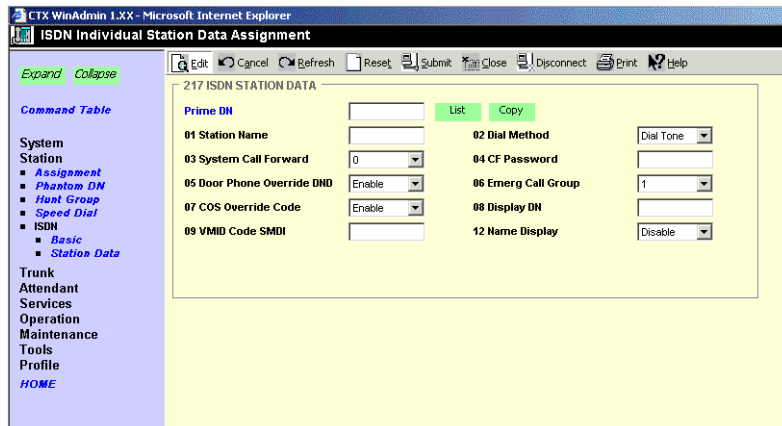 CTX WinAdmin 1.XX - Microsoft Internet Explorer
ISDN Individual Station Data Assignment
Edit Cancel Refresh Reset Submit Close Disconnect Print Help
Expand Collapse
Command Table
System
Station
Assignment
Phantom DN
Hunt Group
Speed Dial
ISDN
Basic
Station Data
Trunk
Attendant
Services
Operation
Maintenance
Tools
Profile
HOME
217 ISDN STATION DATA
Prime DN List Copy
01 Station Name 02 Dial Method Dial Tone
03 System Call Forward 0 04 CF Password
05 Door Phone Override DND Enable 06 Emerg Call Group 1
07 COS Override Code Enable 08 Display DN
09 VMID Code SMDI 12 Name Display Disable